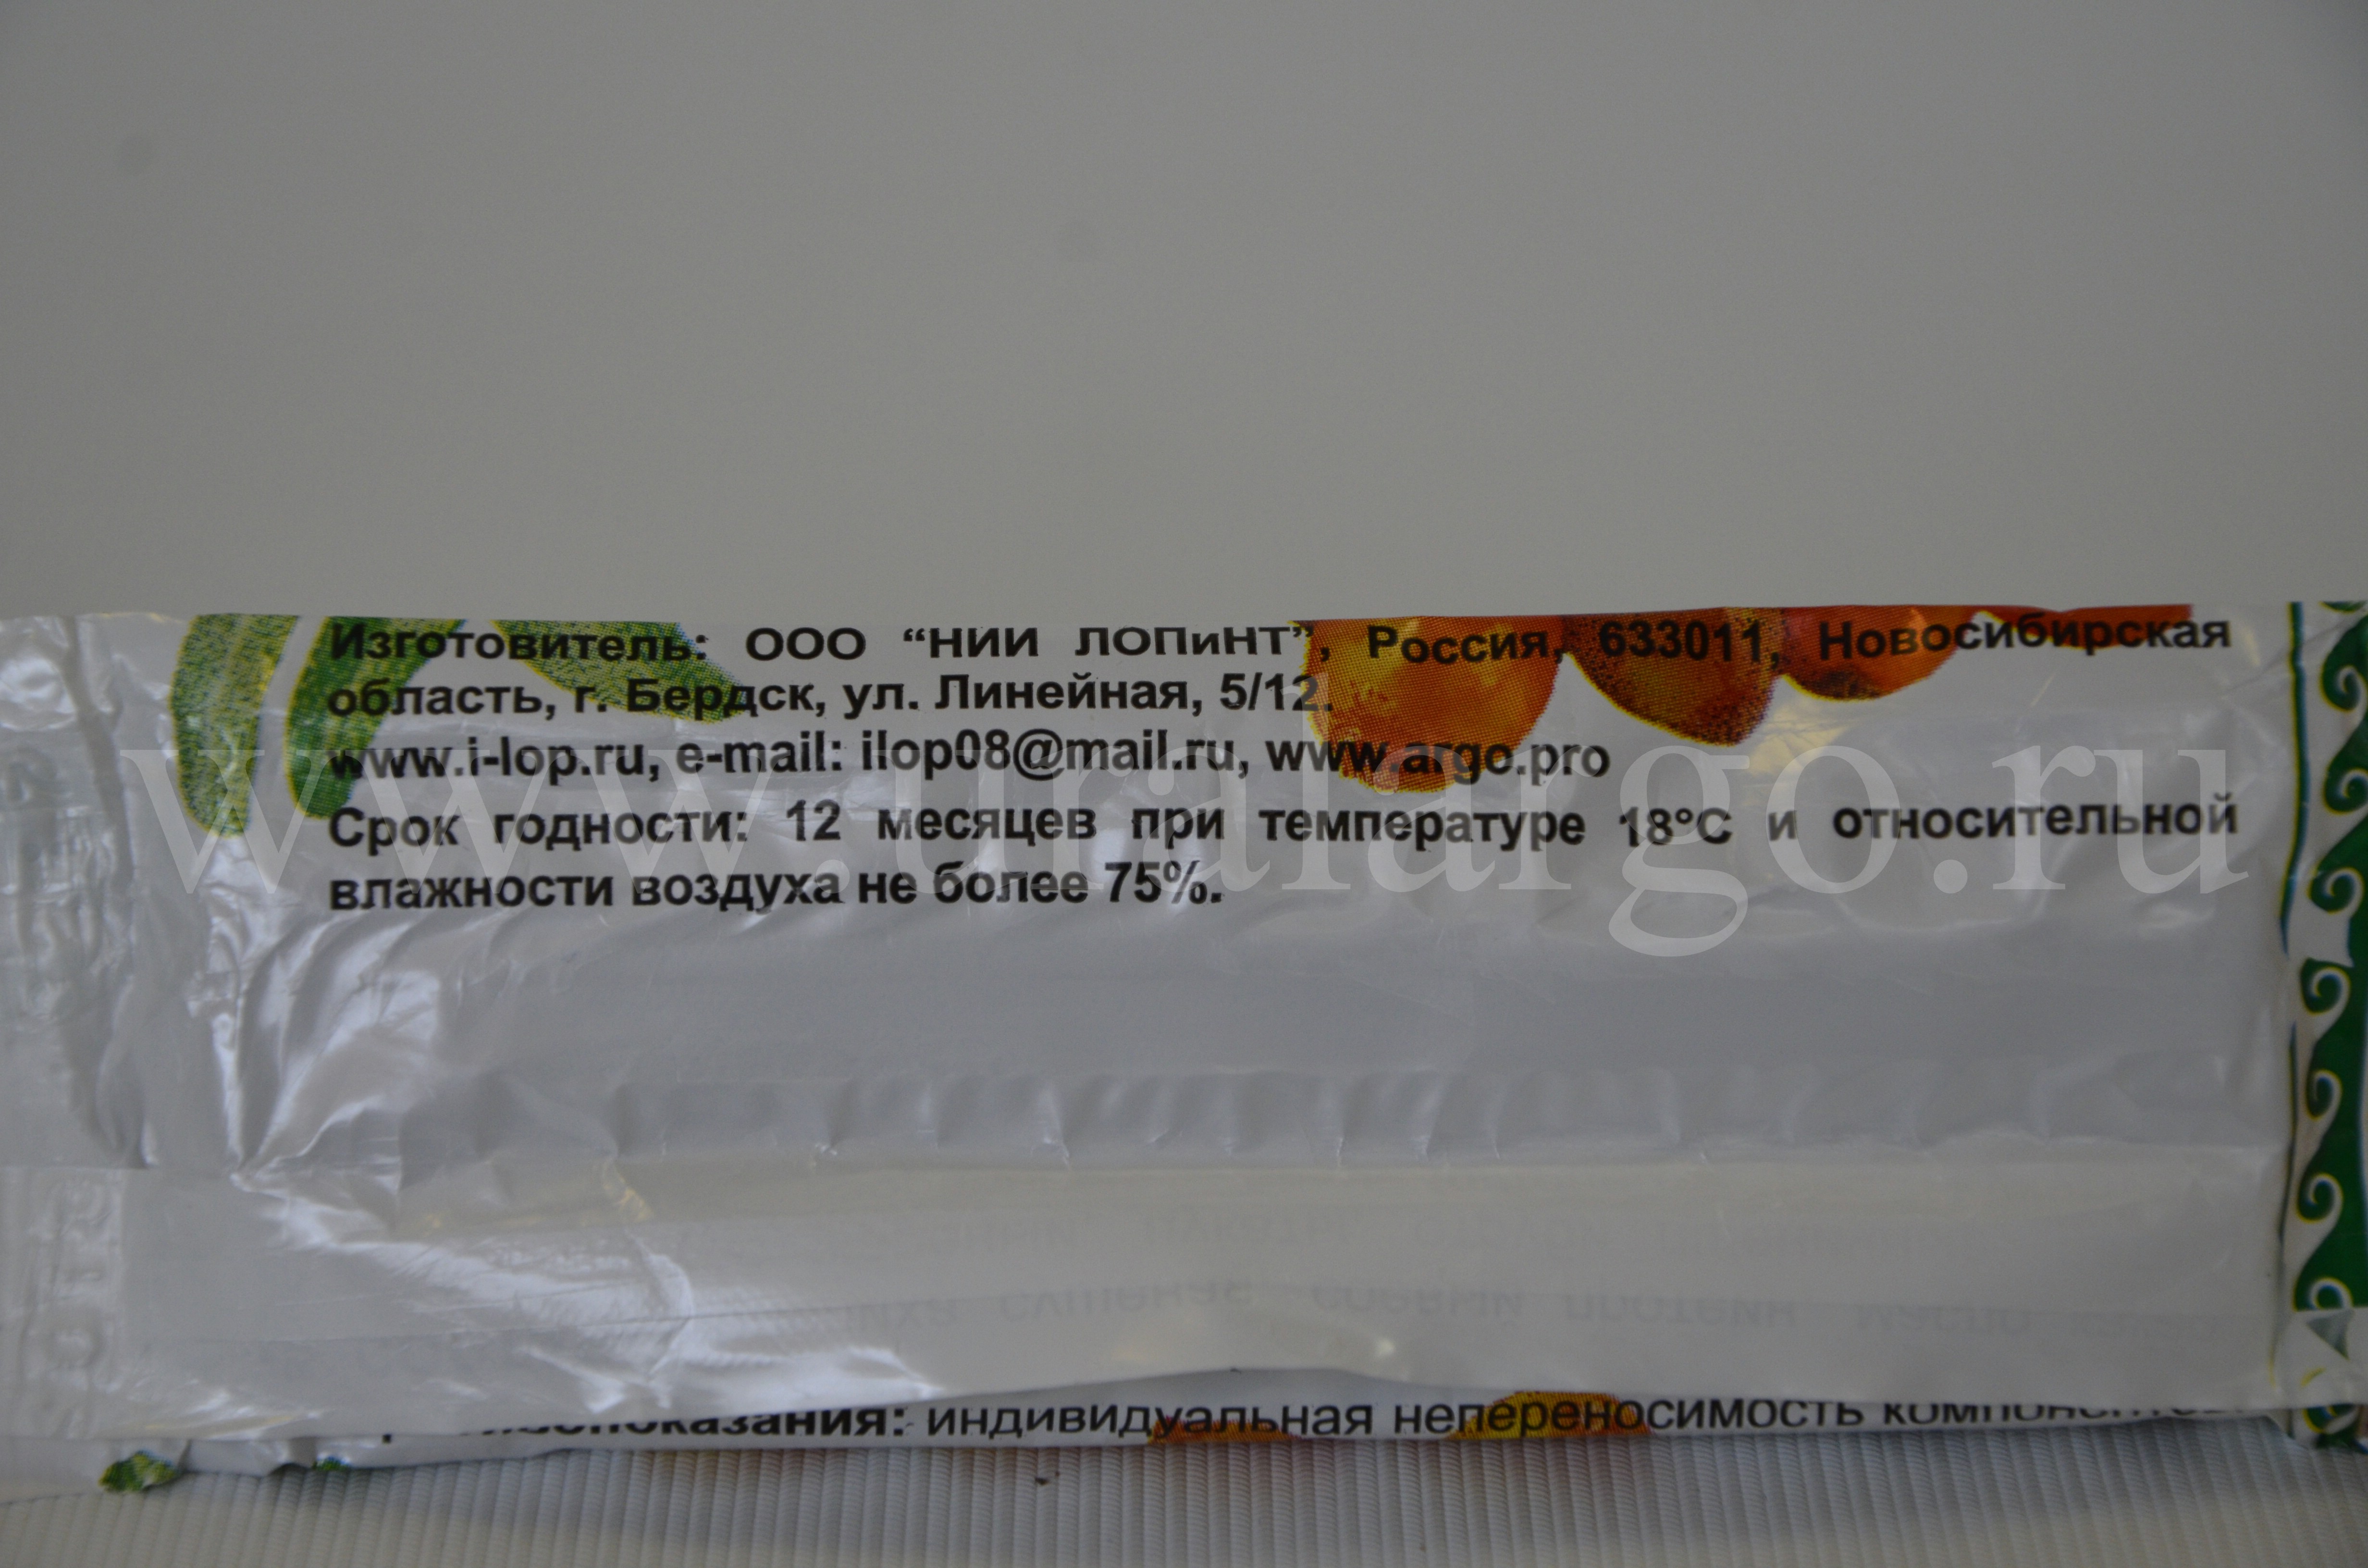 Изготовитель: ООО “НИИ ЛОПиНТ”, Россия, 633011, Новосибирская
область, г. Бердск, ул. Линейная, 5/12.
www.i-lop.ru, e-mail: ilop08@mail.ru, www.argo.pro
www.uralargo.ru
Срок годности: 12 месяцев при температуре 18°С и относительной
влажности воздуха не более 75%.
индивидуальная непереносимость